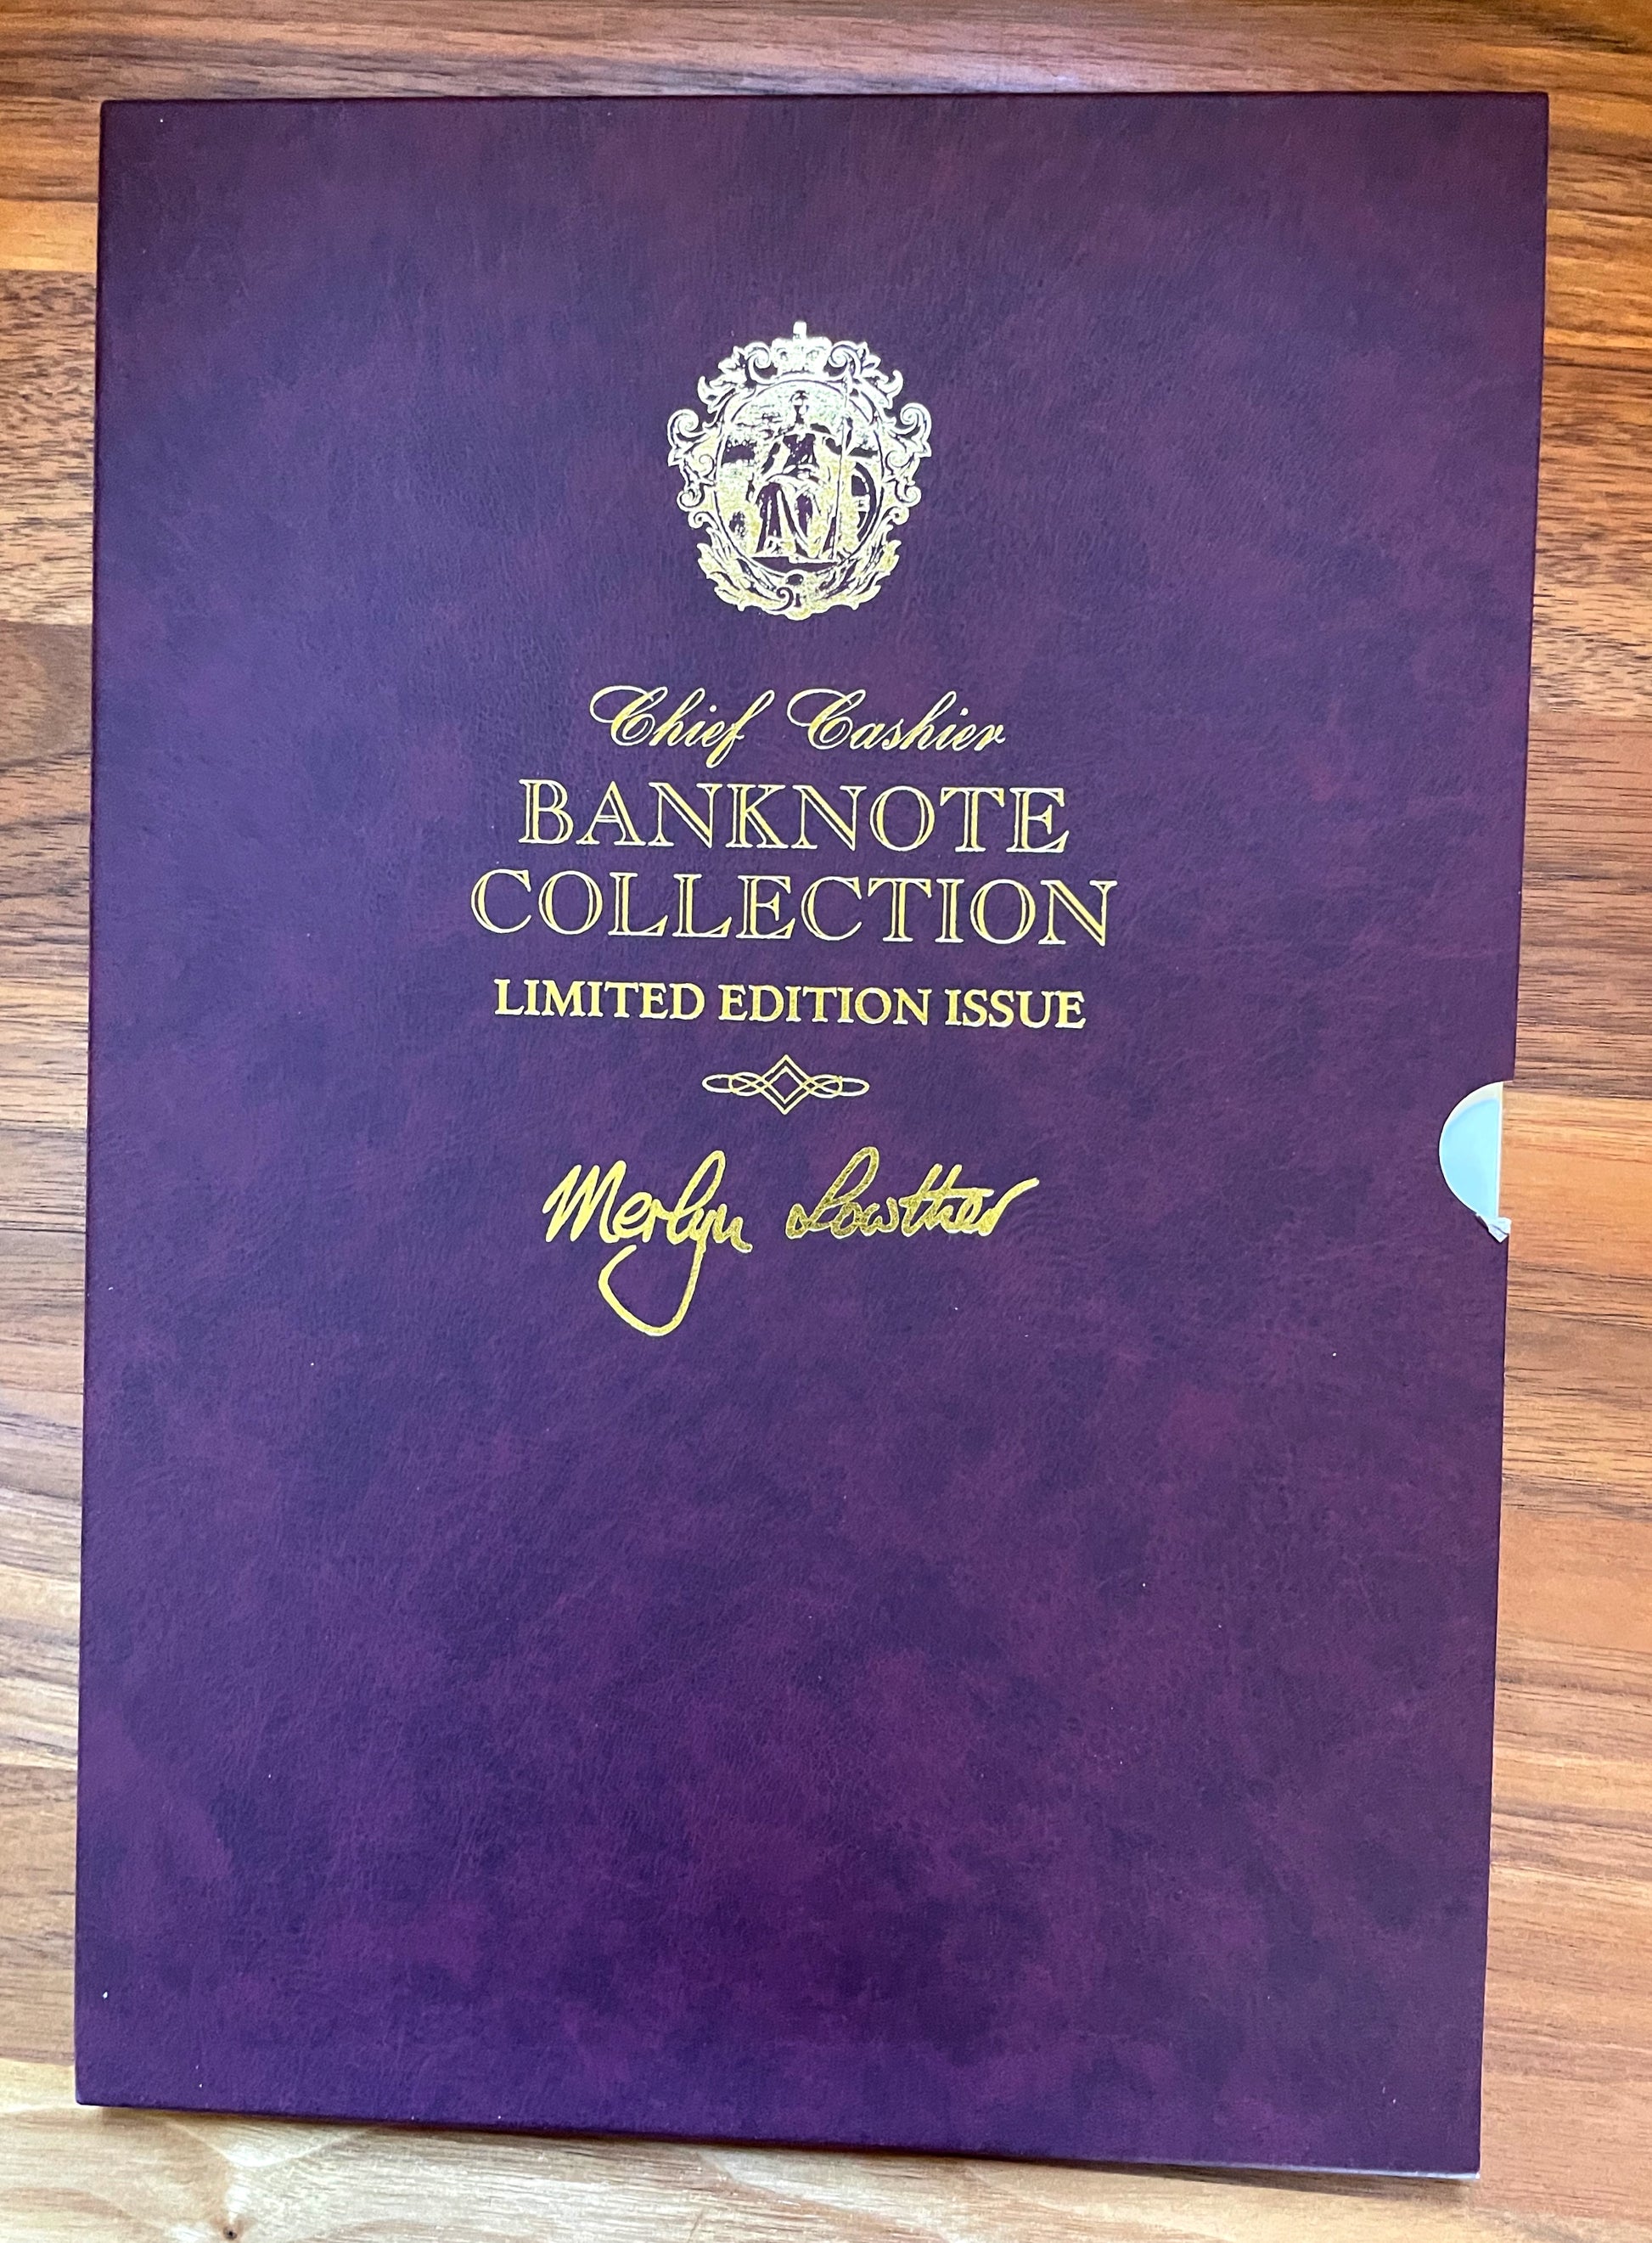 Chief Cashier
BANKNOTE
COLLECTION
LIMITED EDITION ISSUE
Merlyn Lowther